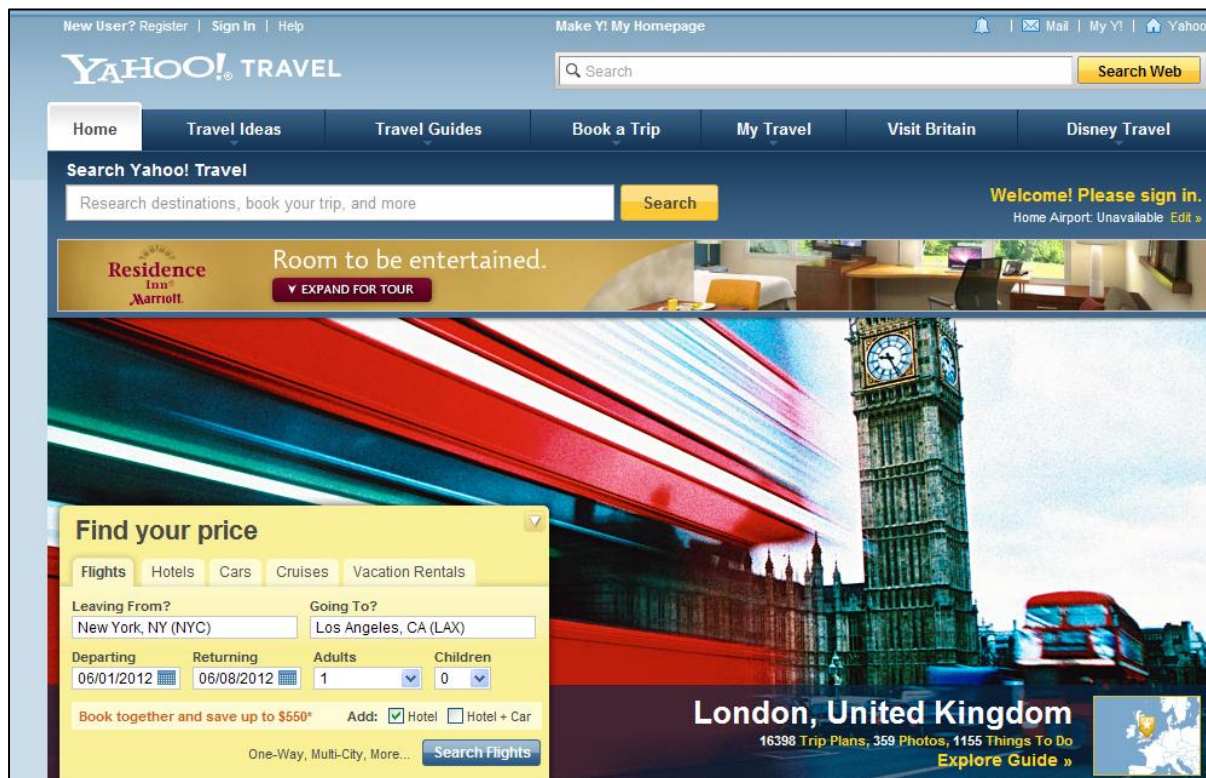 New User? Register | Sign In | Help Make Y! My Homepage | Mail | My Y! | Yahoo
YAHOO!® TRAVEL
Search Search Web
Home Travel Ideas Travel Guides Book a Trip My Travel Visit Britain Disney Travel
Search Yahoo! Travel
Research destinations, book your trip, and more Search
Welcome! Please sign in.
Home Airport: Unavailable Edit »
Residence
Inn®
Marriott.
Room to be entertained.
EXPAND FOR TOUR
Find your price
Flights Hotels Cars Cruises Vacation Rentals
Leaving From? Going To?
New York, NY (NYC) Los Angeles, CA (LAX)
Departing Returning Adults Children
06/01/2012 06/08/2012 1 0
Book together and save up to $550* Add: Hotel Hotel + Car
One-Way, Multi-City, More... Search Flights
London, United Kingdom
16398 Trip Plans, 359 Photos, 1155 Things To Do
Explore Guide »